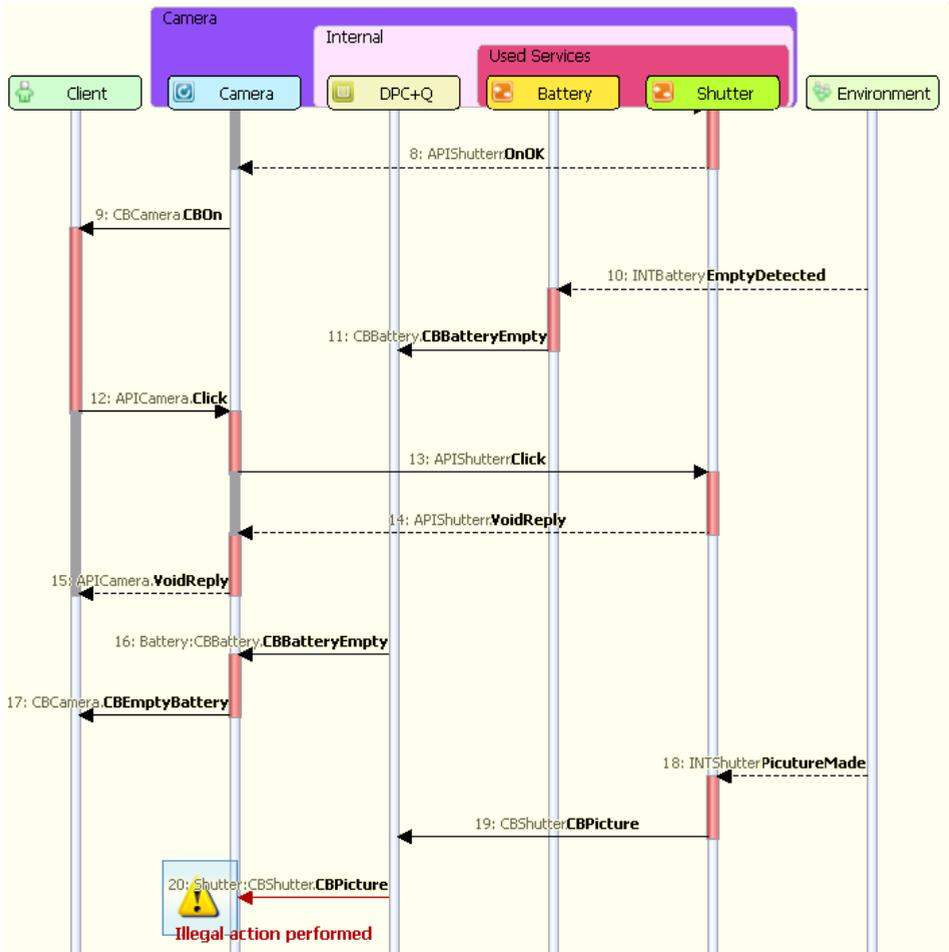 Camera
Internal
Used Services
Client
Camera
DPC+Q
Battery
Shutter
Environment
8: APIShutterr.OnOK
9: CBCamera.CBOn
10: INTBattery.EmptyDetected
11: CBBattery.CBBatteryEmpty
12: APICamera.Click
13: APIShutterr.Click
14: APIShutterr.VoidReply
15: APICamera.VoidReply
16: Battery:CBBattery.CBBatteryEmpty
17: CBCamera.CBEmptyBattery
18: INTShutter.PicutureMade
19: CBShutter.CBPicture
20: Shutter:CBShutter.CBPicture
Illegal action performed